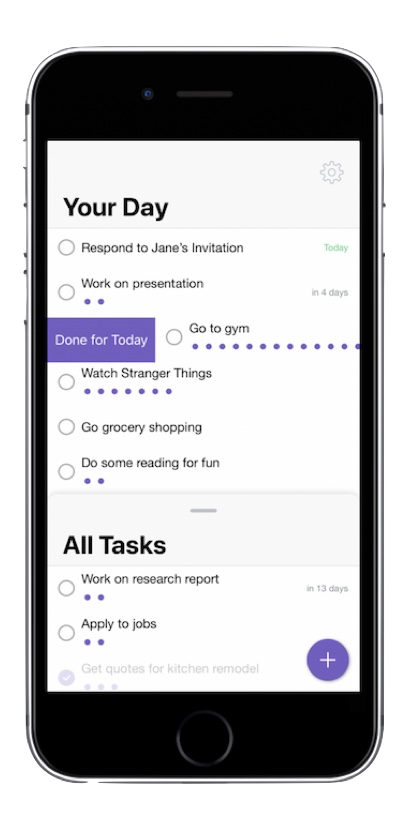 Your Day
Respond to Jane's Invitation Today
Work on presentation
in 4 days
Done for Today
Go to gym
Watch Stranger Things
Go grocery shopping
Do some reading for fun
All Tasks
Work on research report
in 13 days
Apply to jobs
Get quotes for kitchen remodel